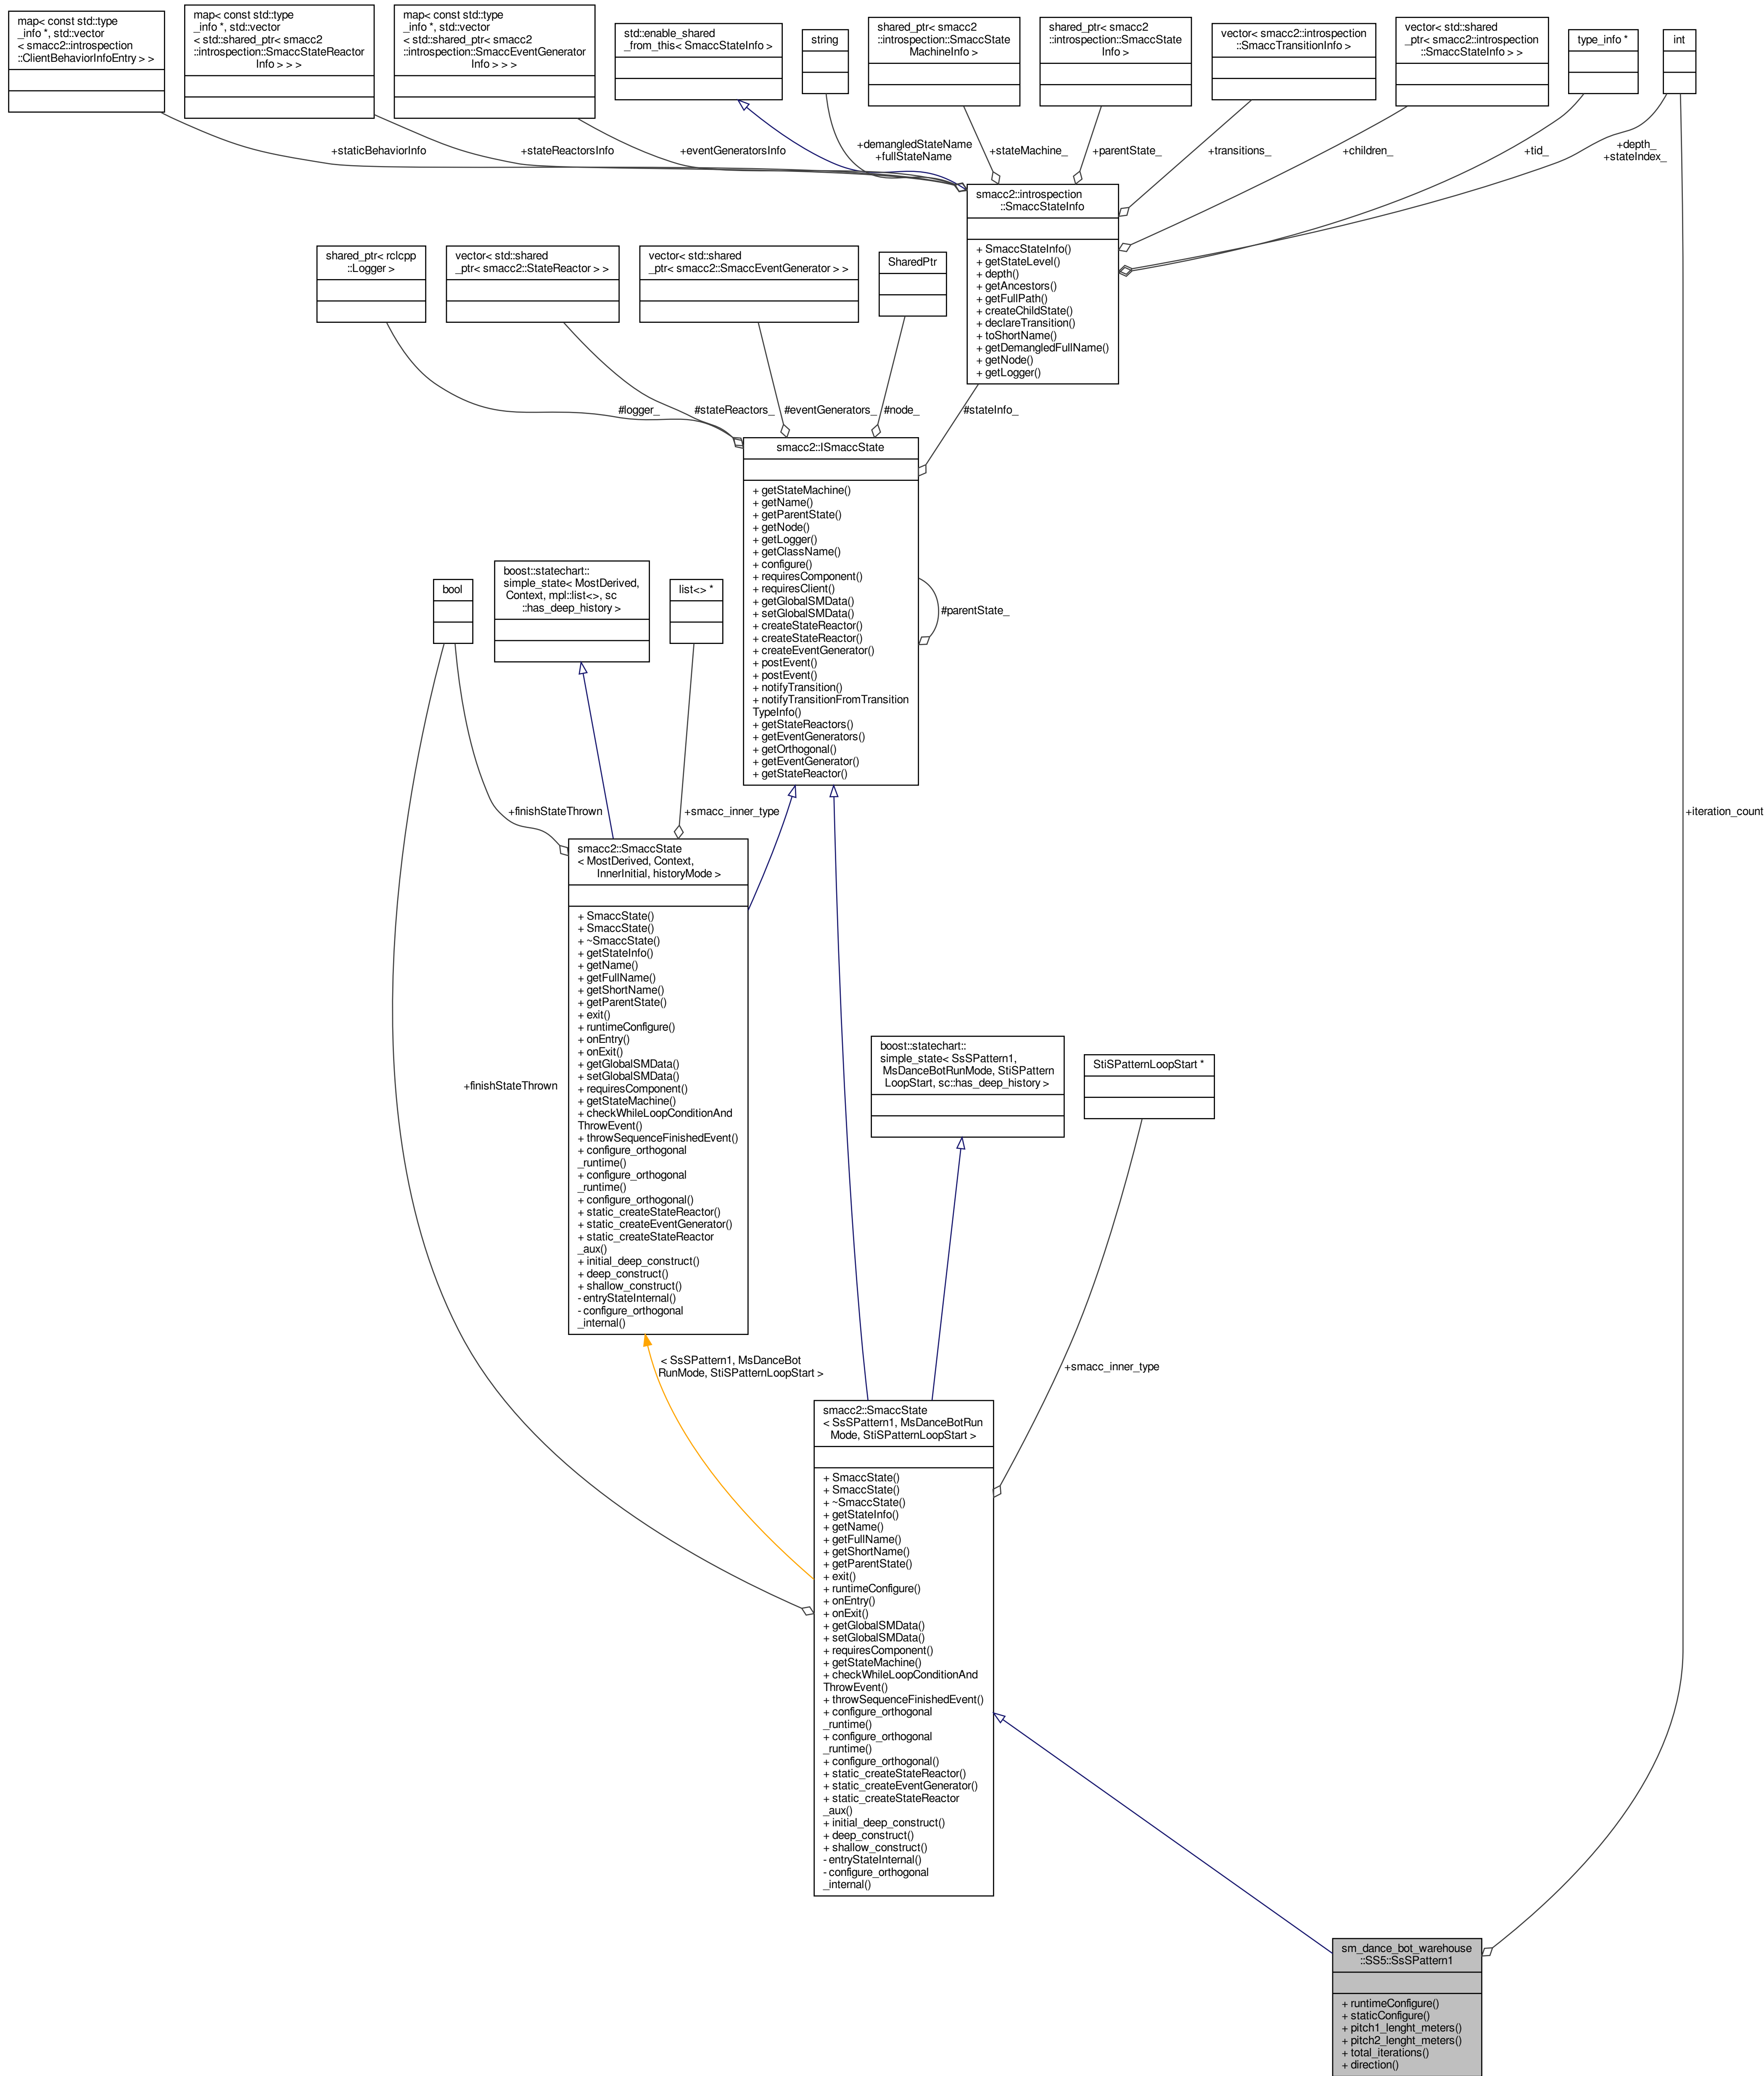 map< const std::type
_info *, std::vector
< smacc2::introspection
::ClientBehaviorInfoEntry > >
map< const std::type
_info *, std::vector
< std::shared_ptr< smacc2
::introspection::SmaccStateReactor
Info > > >
map< const std::type
_info *, std::vector
< std::shared_ptr< smacc2
::introspection::SmaccEventGenerator
Info > > >
std::enable_shared
_from_this< SmaccStateInfo >
string
shared_ptr< smacc2
::introspection::SmaccState
MachineInfo >
shared_ptr< smacc2
::introspection::SmaccState
Info >
vector< smacc2::introspection
::SmaccTransitionInfo >
vector< std::shared
_ptr< smacc2::introspection
::SmaccStateInfo > >
type_info *
int
+staticBehaviorInfo
+stateReactorsInfo
+eventGeneratorsInfo
+demangledStateName
+fullStateName
+stateMachine_
+parentState_
+transitions_
+children_
+tid_
+depth_
+stateIndex_
smacc2::introspection
::SmaccStateInfo
+ SmaccStateInfo()
+ getStateLevel()
+ depth()
+ getAncestors()
+ getFullPath()
+ createChildState()
+ declareTransition()
+ toShortName()
+ getDemangledFullName()
+ getNode()
+ getLogger()
shared_ptr< rclcpp
::Logger >
vector< std::shared
_ptr< smacc2::StateReactor > >
vector< std::shared
_ptr< smacc2::SmaccEventGenerator > >
SharedPtr
#logger_
#stateReactors_
#eventGenerators_
#node_
#stateInfo_
smacc2::ISmaccState
+ getStateMachine()
+ getName()
+ getParentState()
+ getNode()
+ getLogger()
+ getClassName()
+ configure()
+ requiresComponent()
+ requiresClient()
+ getGlobalSMData()
+ setGlobalSMData()
+ createStateReactor()
+ createStateReactor()
+ createEventGenerator()
+ postEvent()
+ postEvent()
+ notifyTransition()
+ notifyTransitionFromTransition
TypeInfo()
+ getStateReactors()
+ getEventGenerators()
+ getOrthogonal()
+ getEventGenerator()
+ getStateReactor()
#parentState_
bool
boost::statechart::
simple_state< MostDerived,
Context, mpl::list<>, sc
::has_deep_history >
list<> *
+finishStateThrown
+smacc_inner_type
+iteration_count
smacc2::SmaccState
< MostDerived, Context,
InnerInitial, historyMode >
+ SmaccState()
+ SmaccState()
+ ~SmaccState()
+ getStateInfo()
+ getName()
+ getFullName()
+ getShortName()
+ getParentState()
+ exit()
+ runtimeConfigure()
+ onEntry()
+ onExit()
+ getGlobalSMData()
+ setGlobalSMData()
+ requiresComponent()
+ getStateMachine()
+ checkWhileLoopConditionAnd
ThrowEvent()
+ throwSequenceFinishedEvent()
+ configure_orthogonal
_runtime()
+ configure_orthogonal
_runtime()
+ configure_orthogonal()
+ static_createStateReactor()
+ static_createEventGenerator()
+ static_createStateReactor
_aux()
+ initial_deep_construct()
+ deep_construct()
+ shallow_construct()
- entryStateInternal()
- configure_orthogonal
_internal()
+finishStateThrown
boost::statechart::
simple_state< SsSPattern1,
MsDanceBotRunMode, StiSPattern
LoopStart, sc::has_deep_history >
StiSPatternLoopStart *
< SsSPattern1, MsDanceBot
RunMode, StiSPatternLoopStart >
+smacc_inner_type
smacc2::SmaccState
< SsSPattern1, MsDanceBotRun
Mode, StiSPatternLoopStart >
+ SmaccState()
+ SmaccState()
+ ~SmaccState()
+ getStateInfo()
+ getName()
+ getFullName()
+ getShortName()
+ getParentState()
+ exit()
+ runtimeConfigure()
+ onEntry()
+ onExit()
+ getGlobalSMData()
+ setGlobalSMData()
+ requiresComponent()
+ getStateMachine()
+ checkWhileLoopConditionAnd
ThrowEvent()
+ throwSequenceFinishedEvent()
+ configure_orthogonal
_runtime()
+ configure_orthogonal
_runtime()
+ configure_orthogonal()
+ static_createStateReactor()
+ static_createEventGenerator()
+ static_createStateReactor
_aux()
+ initial_deep_construct()
+ deep_construct()
+ shallow_construct()
- entryStateInternal()
- configure_orthogonal
_internal()
sm_dance_bot_warehouse
::SS5::SsSPattern1
+ runtimeConfigure()
+ staticConfigure()
+ pitch1_lenght_meters()
+ pitch2_lenght_meters()
+ total_iterations()
+ direction()